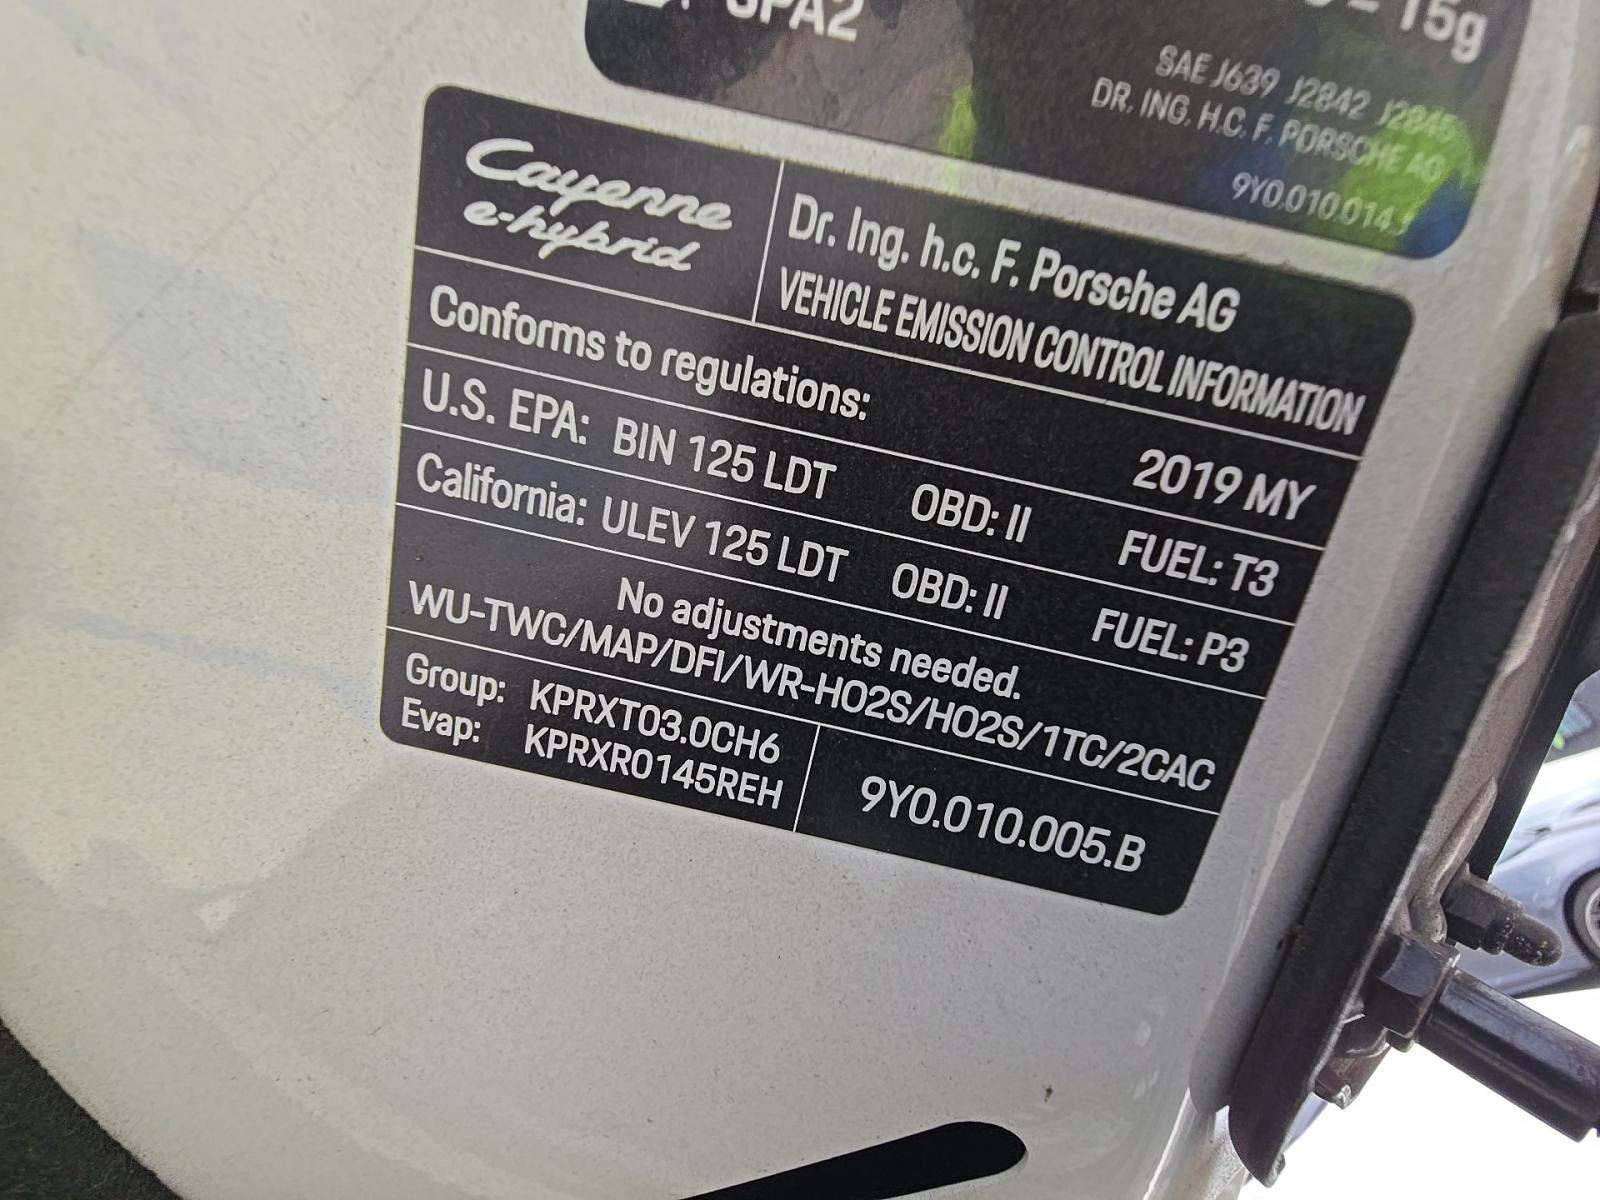 15g
SAE J639 J2842 J2845
DR. ING. H.C. F. PORSCHE AG
9Y0.010.014
Cayenne
e-hybrid
Dr. Ing. h.c. F. Porsche AG
VEHICLE EMISSION CONTROL INFORMATION
Conforms to regulations: 2019 MY
U.S. EPA: BIN 125 LDT OBD: II FUEL: T3
California: ULEV 125 LDT OBD: II FUEL: P3
No adjustments needed.
WU-TWC/MAP/DFI/WR-HO2S/HO2S/1TC/2CAC
Group: KPRXT03.0CH6
Evap: KPRXR0145REH
9Y0.010.005.B